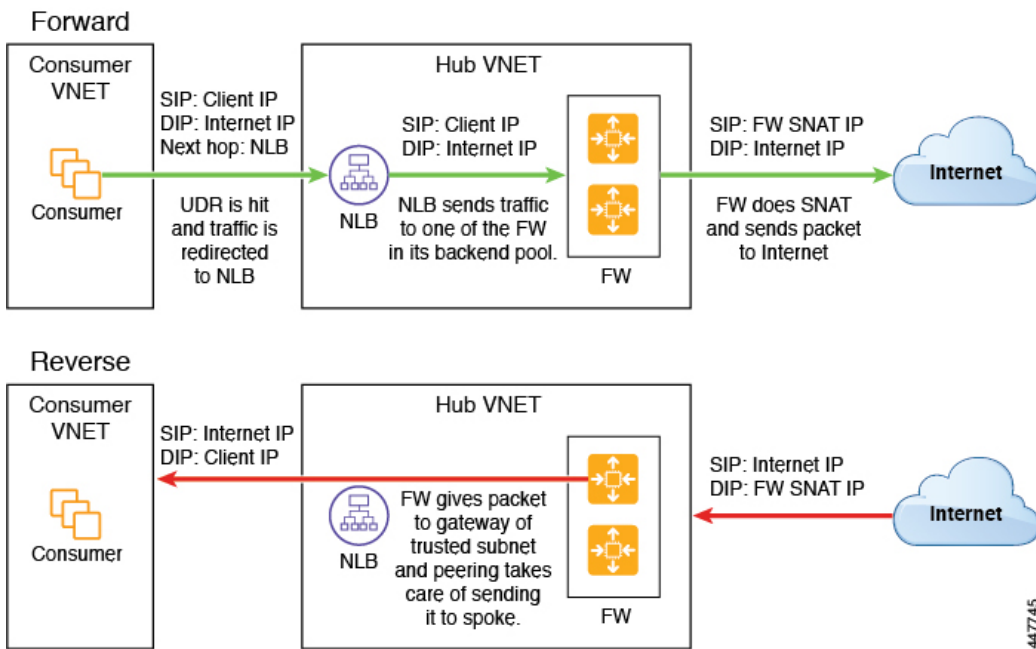 Forward
Consumer
VNET
Consumer
SIP: Client IP
DIP: Internet IP
Next hop: NLB
UDR is hit
and traffic is
redirected
to NLB
Hub VNET
NLB
SIP: Client IP
DIP: Internet IP
NLB sends traffic
to one of the FW
in its backend pool.
FW
SIP: FW SNAT IP
DIP: Internet IP
FW does SNAT
and sends packet
to Internet
Internet
Reverse
Consumer
VNET
Consumer
SIP: Internet IP
DIP: Client IP
Hub VNET
NLB
FW gives packet
to gateway of
trusted subnet
and peering takes
care of sending
it to spoke.
FW
SIP: Internet IP
DIP: FW SNAT IP
Internet
447745